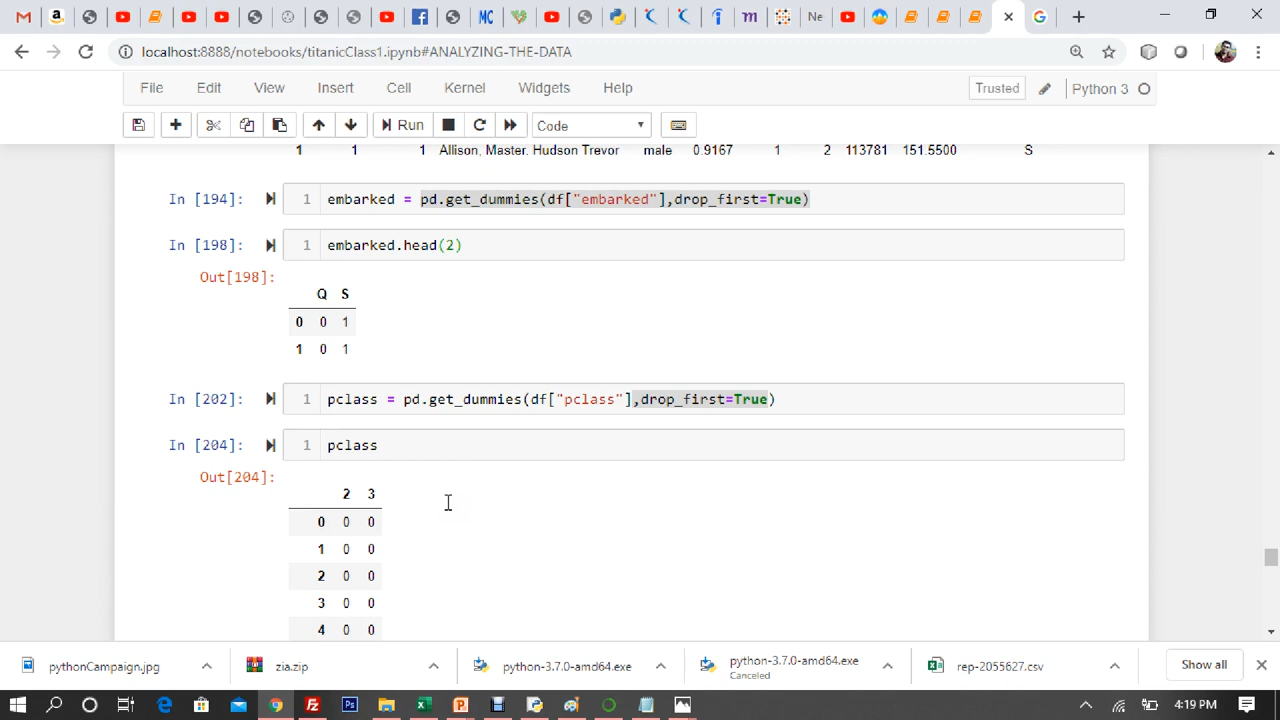 MC
Ne
localhost:8888/notebooks/titanicClass1.ipynb#ANALYZING-THE-DATA
File Edit View Insert Cell Kernel Widgets Help Trusted Python 3
Run Code
1 1 1 Allison, Master. Hudson Trevor male 0.9167 1 2 113781 151.5500 S
In [194]: 1 embarked = pd.get_dummies(df["embarked"],drop_first=True)
In [198]: 1 embarked.head(2)
Out[198]:
Q S
0 0 1
1 0 1
In [202]: 1 pclass = pd.get_dummies(df["pclass"],drop_first=True)
In [204]: 1 pclass
Out[204]:
2 3
0 0 0
1 0 0
2 0 0
3 0 0
4 0 0
pythonCampaign.jpg zia.zip python-3.7.0-amd64.exe python-3.7.0-amd64.exe rep-2055627.csv Show all
Canceled
4:19 PM